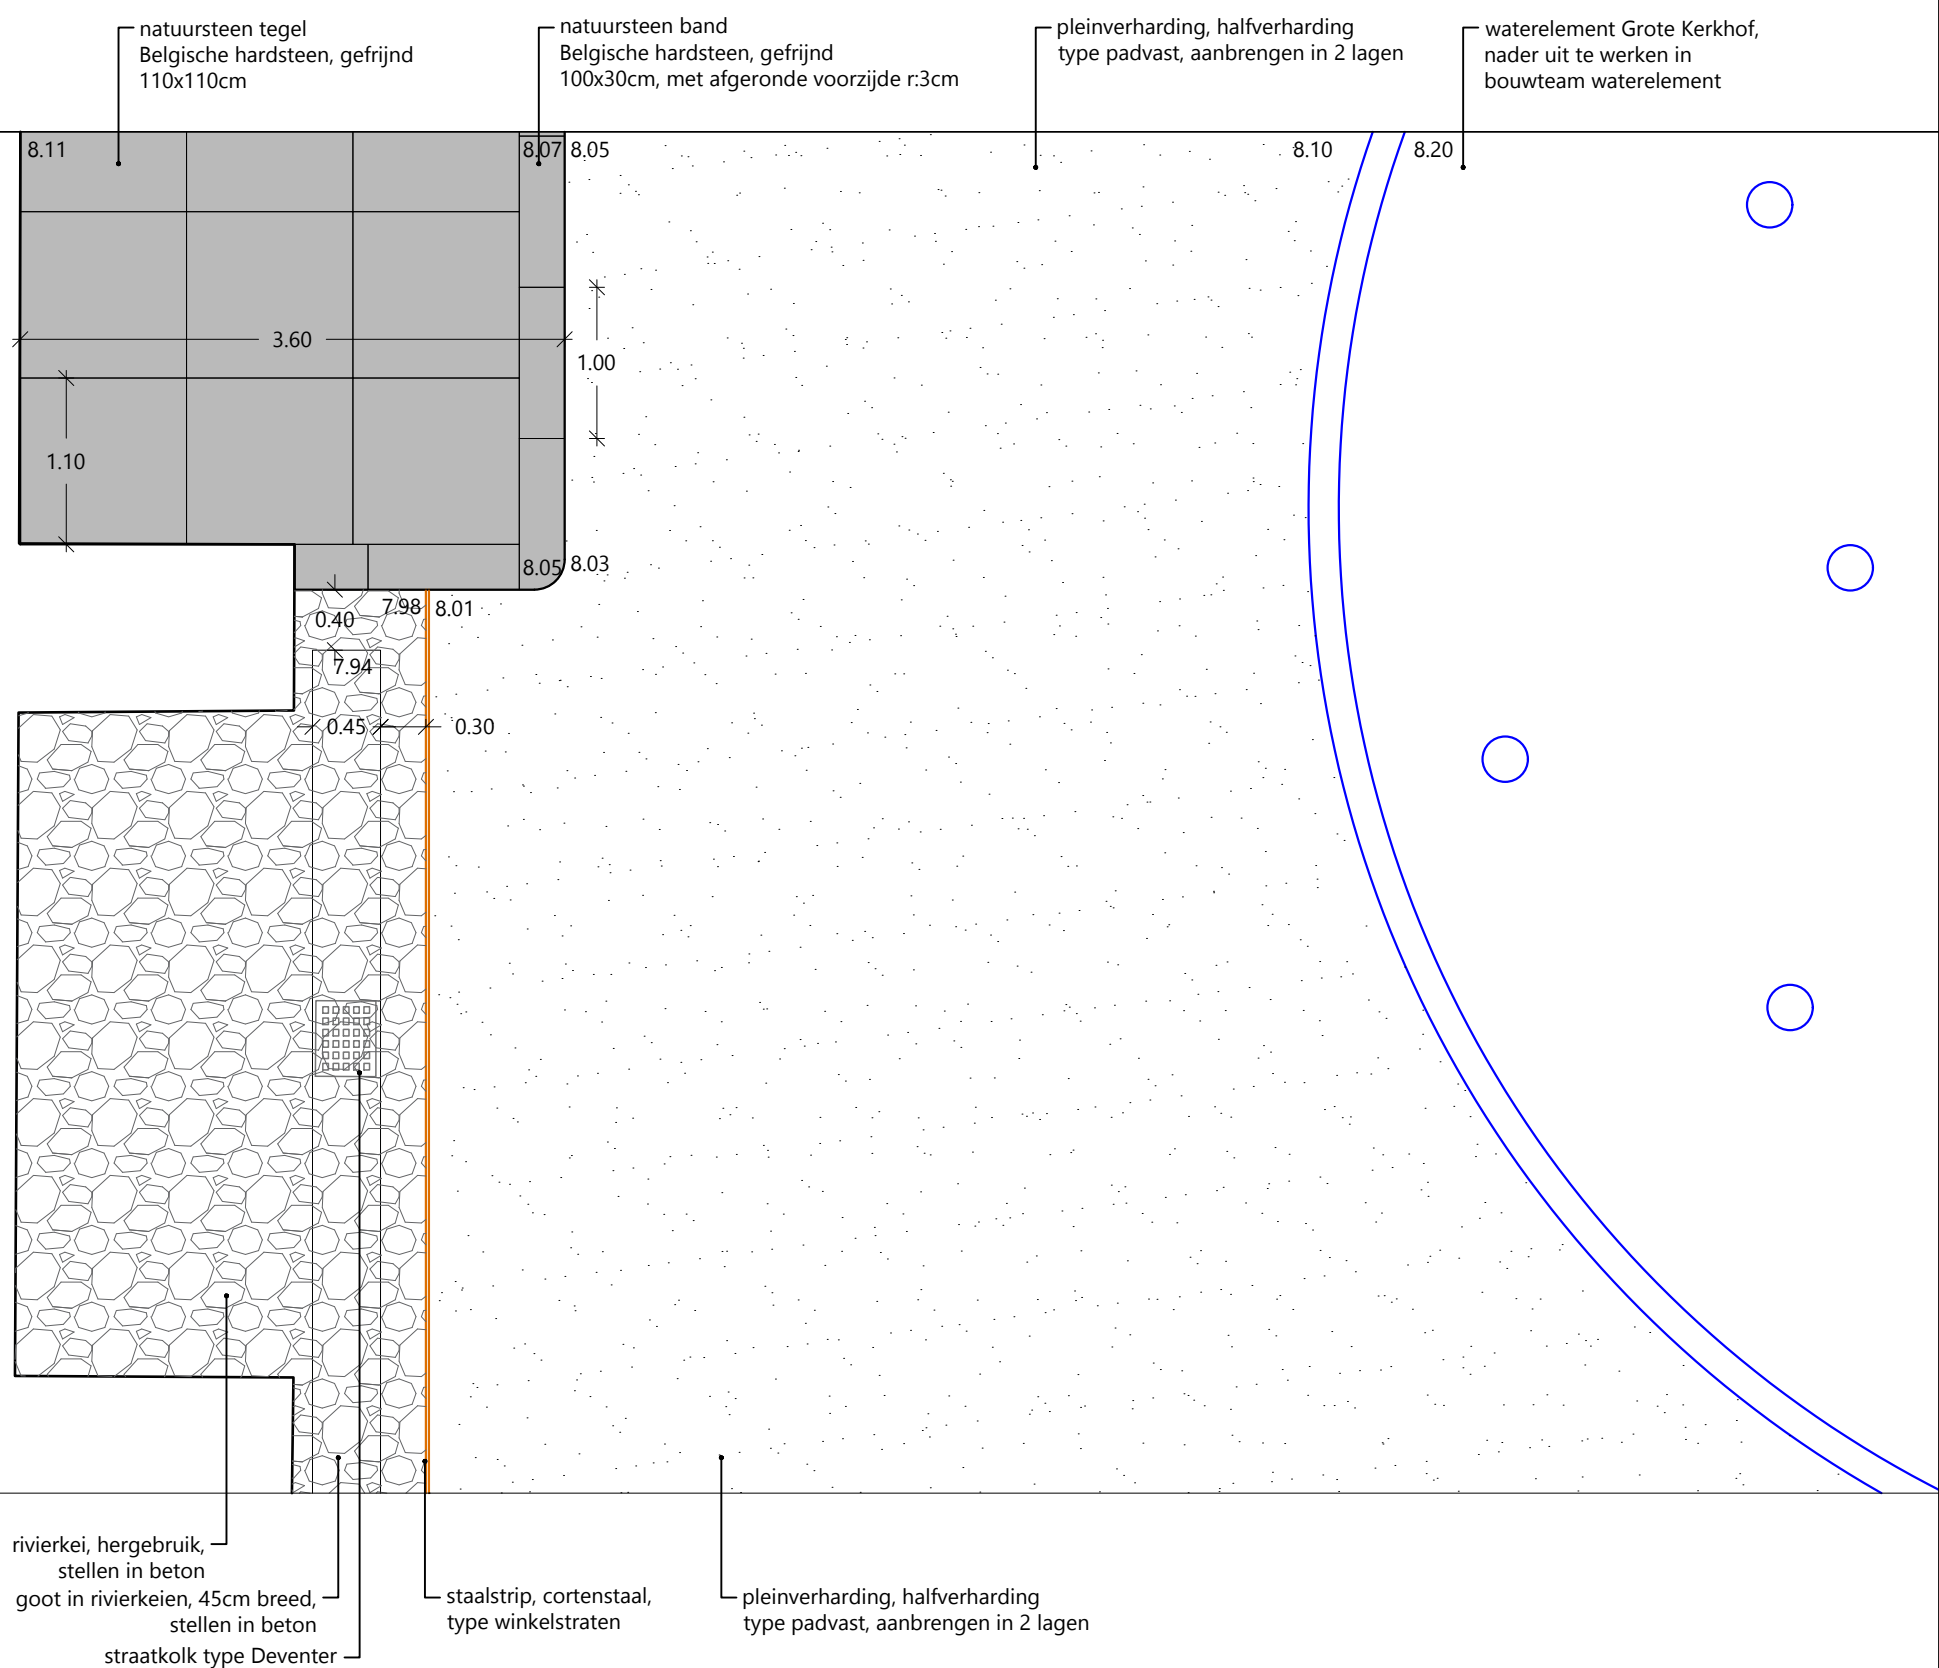 natuursteen tegel
Belgische hardsteen, gefrijnd
110x110cm
natuursteen band
Belgische hardsteen, gefrijnd
100x30cm, met afgeronde voorzijde r:3cm
pleinverharding, halfverharding
type padvast, aanbrengen in 2 lagen
waterelement Grote Kerkhof,
nader uit te werken in
bouwteam waterelement
8.11
8.07
8.05
8.10
8.20
3.60
1.00
1.10
8.05
8.03
7.98
8.01
0.40
7.94
0.45
0.30
rivierkei, hergebruik,
stellen in beton
goot in rivierkeien, 45cm breed,
stellen in beton
straatkolk type Deventer
staalstrip, cortenstaal,
type winkelstraten
pleinverharding, halfverharding
type padvast, aanbrengen in 2 lagen